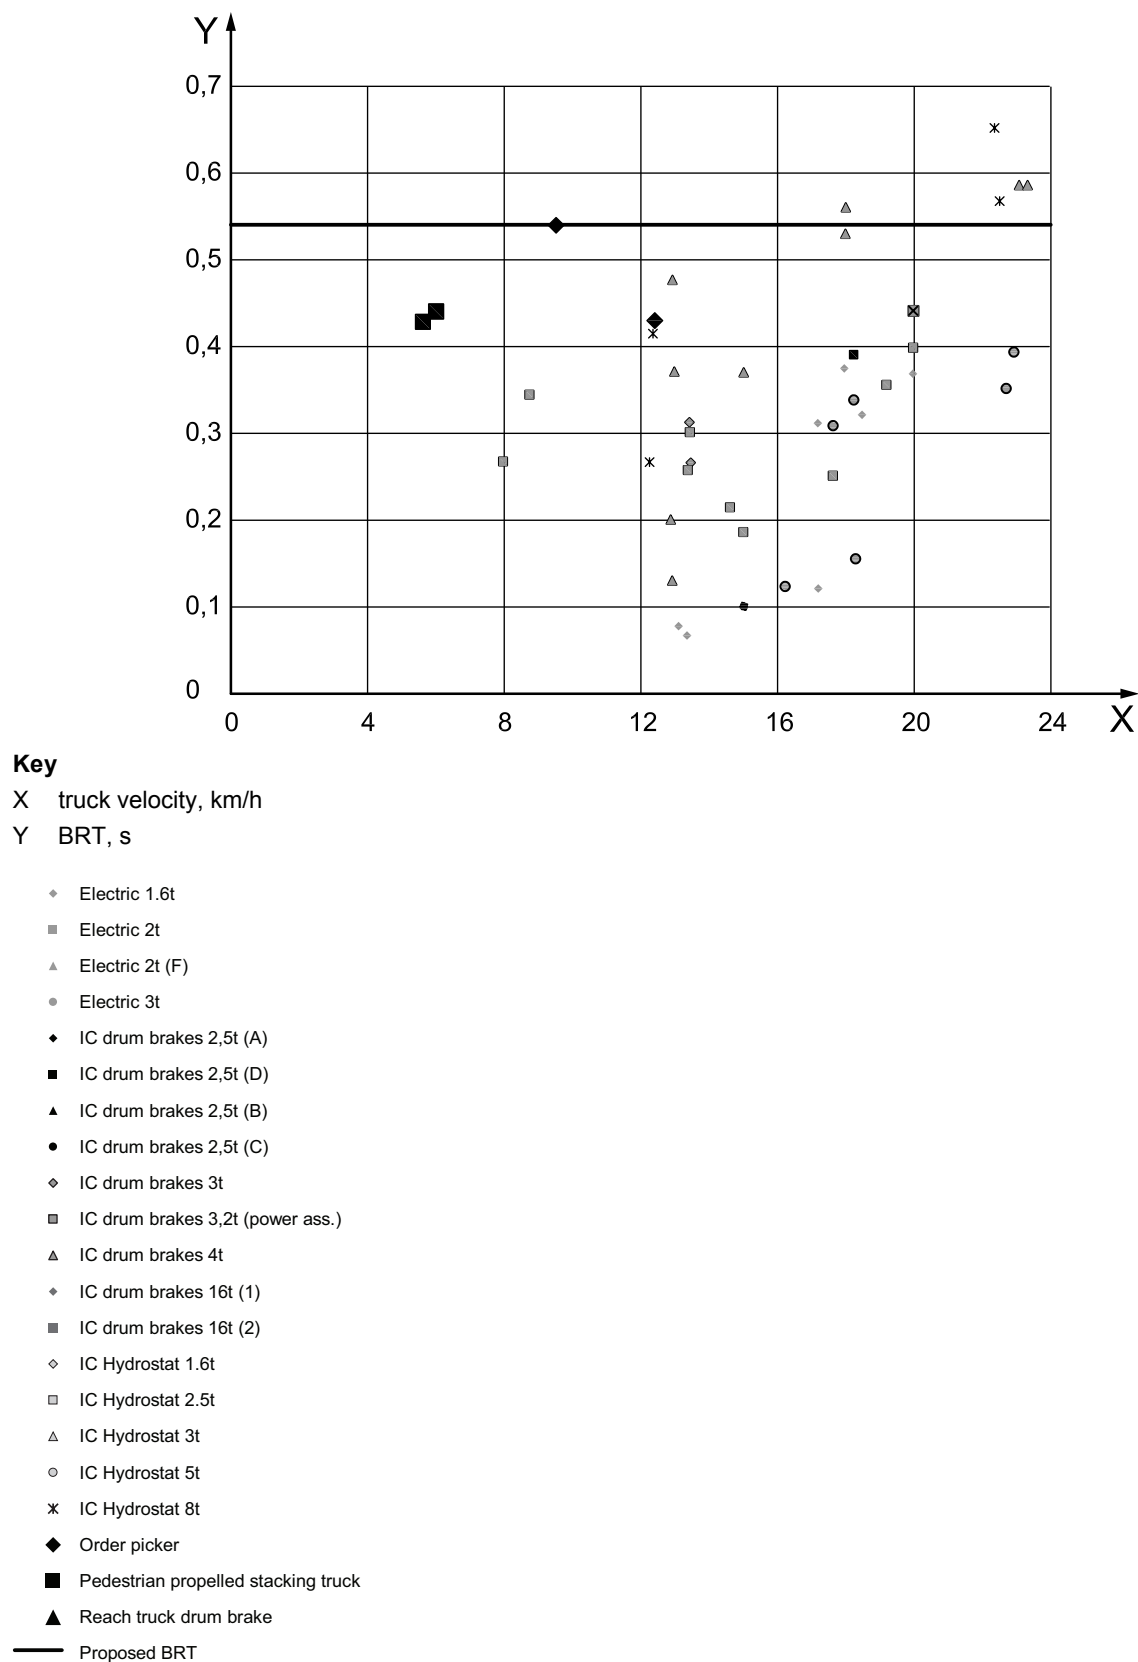 Y
0,7
0,6
0,5
0,4
0,3
0,2
0,1
0
0 4 8 12 16 20 24 X
Key
X truck velocity, km/h
Y BRT, s
Electric 1.6t
Electric 2t
Electric 2t (F)
Electric 3t
IC drum brakes 2,5t (A)
IC drum brakes 2,5t (D)
IC drum brakes 2,5t (B)
IC drum brakes 2,5t (C)
IC drum brakes 3t
IC drum brakes 3,2t (power ass.)
IC drum brakes 4t
IC drum brakes 16t (1)
IC drum brakes 16t (2)
IC Hydrostat 1.6t
IC Hydrostat 2.5t
IC Hydrostat 3t
IC Hydrostat 5t
IC Hydrostat 8t
Order picker
Pedestrian propelled stacking truck
Reach truck drum brake
Proposed BRT